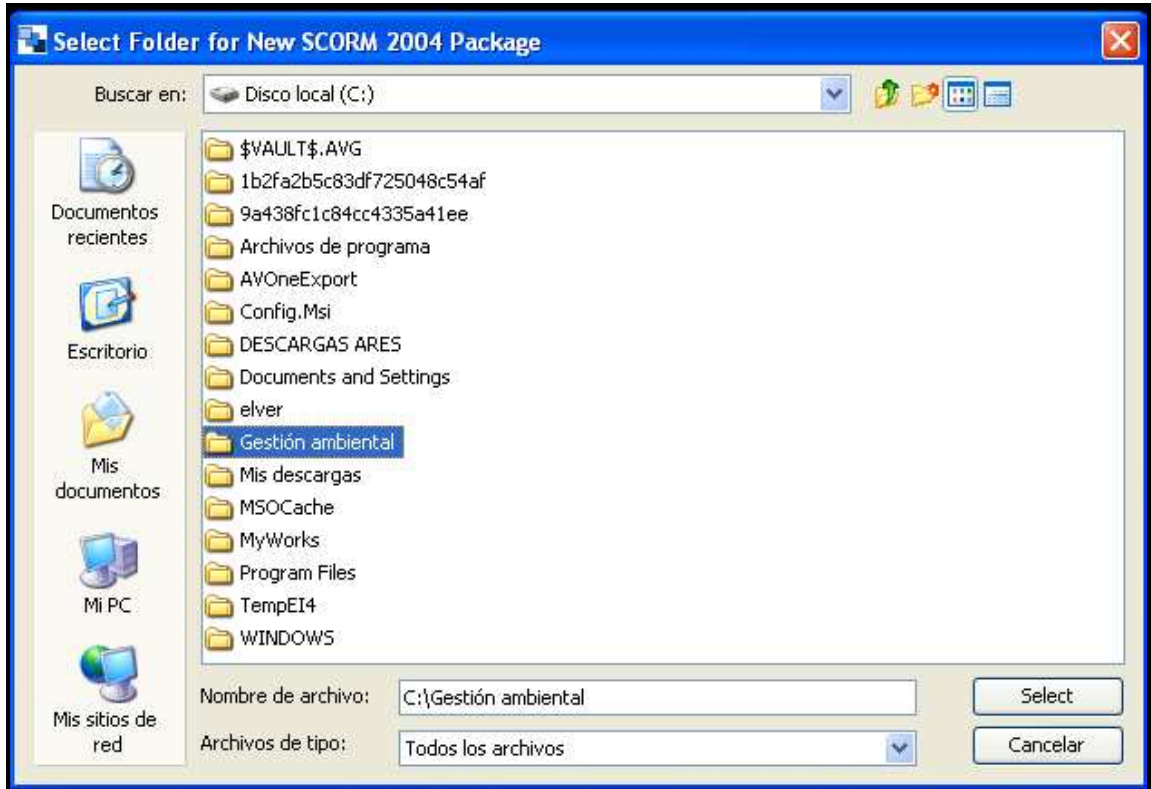 Select Folder for New SCORM 2004 Package
Buscar en:
Disco local (C:)
Documentos
recientes
Escritorio
Mis
documentos
Mi PC
Mis sitios de
red
$VAULT$.AVG
1b2fa2b5c83df725048c54af
9a438fc1c84cc4335a41ee
Archivos de programa
AVOneExport
Config.Msi
DESCARGAS ARES
Documents and Settings
elver
Gestión ambiental
Mis descargas
MSOCache
MyWorks
Program Files
TempEI4
WINDOWS
Nombre de archivo:
C:\Gestión ambiental
Select
Archivos de tipo:
Todos los archivos
Cancelar